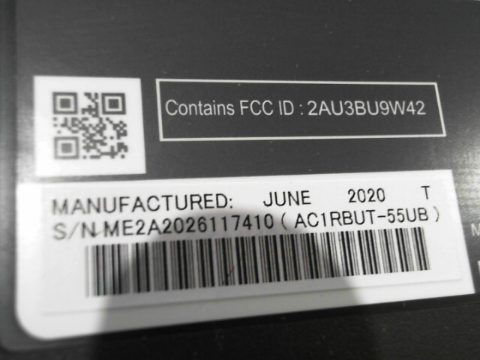 Contains FCC ID : 2AU3BU9W42
MANUFACTURED: JUNE 2020 T
S/N ME2A2026117410 ( AC1RBUT-55UB )